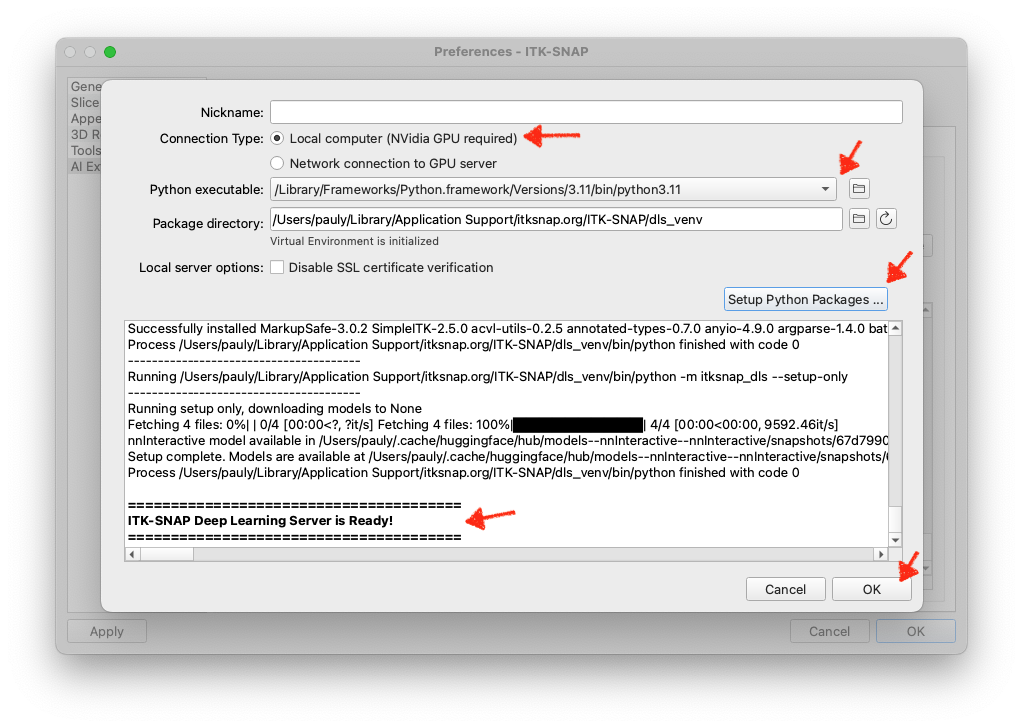 Preferences - ITK-SNAP
Gene
Slice
Appe
3D R
Tools
AI Ex
Nickname:
Connection Type: Local computer (NVidia GPU required)
Network connection to GPU server
Python executable: /Library/Frameworks/Python.framework/Versions/3.11/bin/python3.11
Package directory: /Users/pauly/Library/Application Support/itksnap.org/ITK-SNAP/dls_venv
Virtual Environment is initialized
Local server options: Disable SSL certificate verification
Setup Python Packages ...
Successfully installed MarkupSafe-3.0.2 SimpleITK-2.5.0 acvl-utils-0.2.5 annotated-types-0.7.0 anyio-4.9.0 argparse-1.4.0 bat
Process /Users/pauly/Library/Application Support/itksnap.org/ITK-SNAP/dls_venv/bin/python finished with code 0
-------------------------------------
Running /Users/pauly/Library/Application Support/itksnap.org/ITK-SNAP/dls_venv/bin/python -m itksnap_dls --setup-only
-------------------------------------
Running setup only, downloading models to None
Fetching 4 files: 0%| | 0/4 [00:00<?, ?it/s] Fetching 4 files: 100%|██████████| 4/4 [00:00<00:00, 9592.46it/s]
nnInteractive model available in /Users/pauly/.cache/huggingface/hub/models--nnInteractive--nnInteractive/snapshots/67d7990
Setup complete. Models are available at /Users/pauly/.cache/huggingface/hub/models--nnInteractive--nnInteractive/snapshots/6
Process /Users/pauly/Library/Application Support/itksnap.org/ITK-SNAP/dls_venv/bin/python finished with code 0
=======================================
ITK-SNAP Deep Learning Server is Ready!
=======================================
Cancel OK
Apply Cancel OK